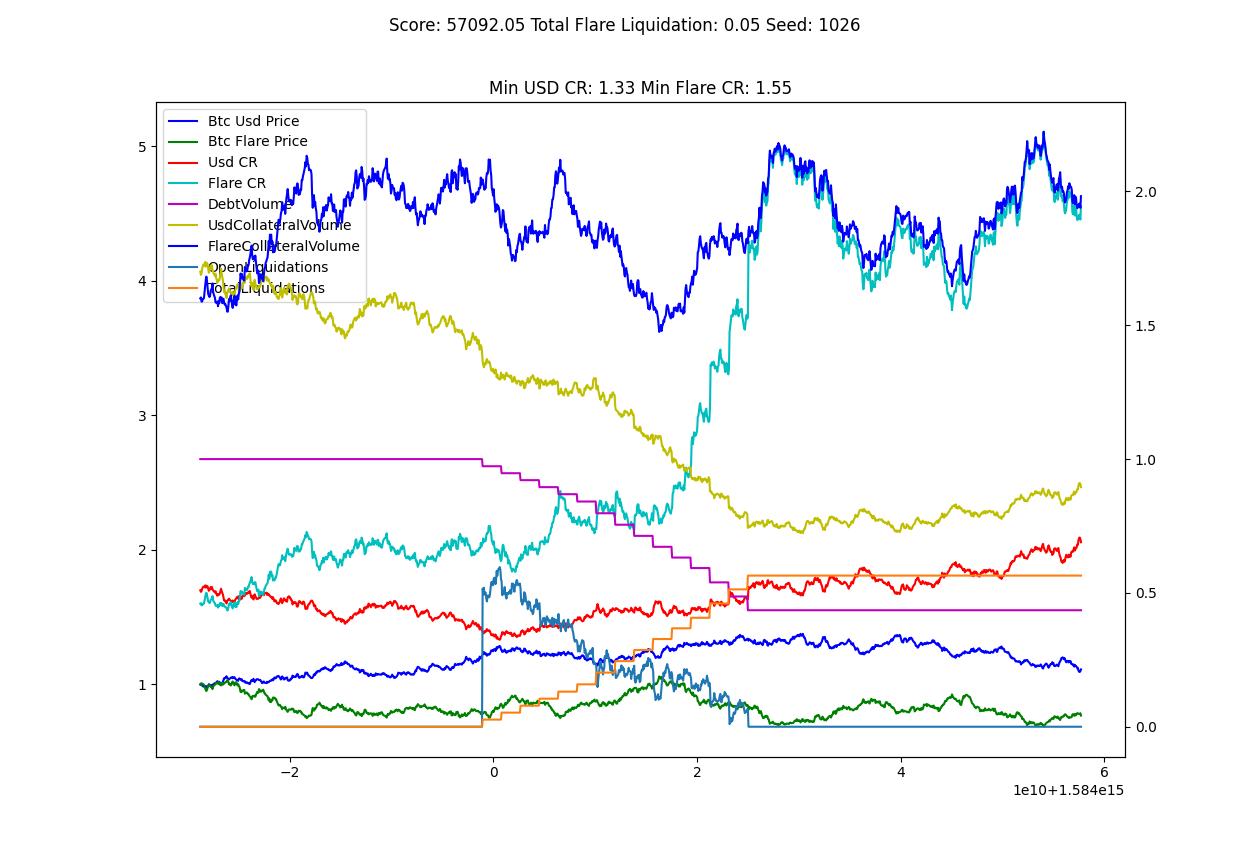 Score: 57092.05 Total Flare Liquidation: 0.05 Seed: 1026
Min USD CR: 1.33 Min Flare CR: 1.55
Btc Usd Price
Btc Flare Price
Usd CR
Flare CR
DebtVolume
UsdCollateralVolume
FlareCollateralVolume
OpenLiquidations
TotalLiquidations
5
4
3
2
1
2.0
1.5
1.0
0.5
0.0
−2
0
2
4
6
1e10+1.584e15